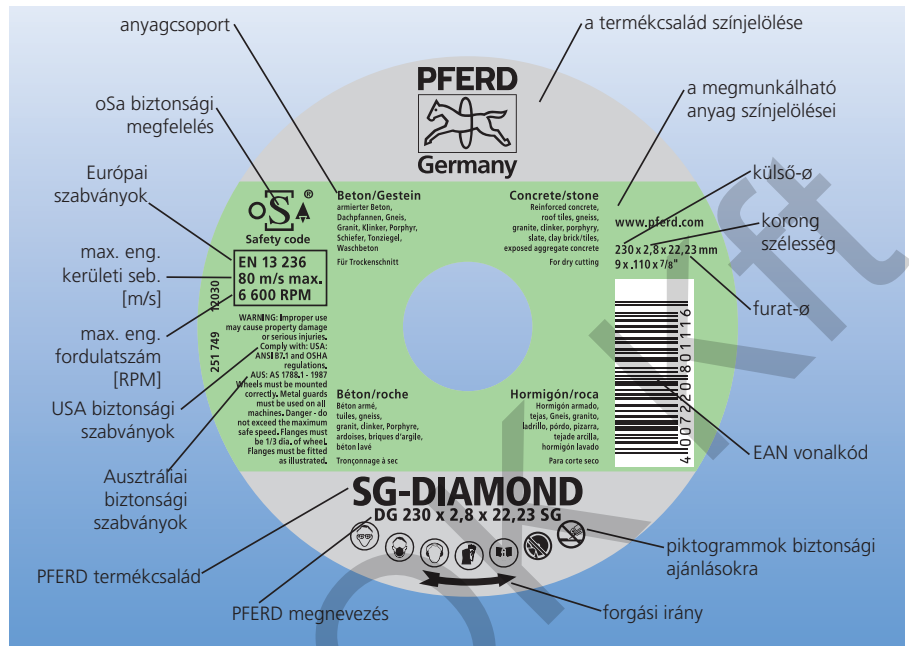 anyagcsoport
a termékcsalád színjelölése
oSa biztonsági
megfelelés
a megmunkálható
anyag színjelölései
Európai
szabványok
külső-ø
korong
szélesség
max. eng.
kerületi seb.
[m/s]
furat-ø
max. eng.
fordulatszám
[RPM]
USA biztonsági
szabványok
EAN vonalkód
Ausztráliai
biztonsági
szabványok
PFERD termékcsalád
piktogrammok biztonsági
ajánlásokra
PFERD megnevezés
forgási irány
PFERD
Germany
oSa ®
Safety code
EN 13 236
80 m/s max.
6 600 RPM
251 749 12030
WARNING: Improper use
may cause property damage
or serious injuries.
Comply with: USA:
ANSI B7.1 and OSHA
regulations.
AUS: AS 1788.1 - 1987
Wheels must be mounted
correctly. Metal guards
must be used on all
machines. Danger - do
not exceed the maximum
safe speed. Flanges must
be 1/3 dia. of wheel.
Flanges must be fitted
as illustrated.
Beton/Gestein
armierter Beton,
Dachpfannen, Gneis,
Granit, Klinker, Porphyr,
Schiefer, Tonziegel,
Waschbeton
Für Trockenschnitt
Concrete/stone
Reinforced concrete,
roof tiles, gneiss,
granite, clinker, porphyry,
slate, clay brick/tiles,
exposed aggregate concrete
For dry cutting
www.pferd.com
230 x 2,8 x 22,23 mm
9 x .110 x 7/8"
4 007220 801116
Béton/roche
Béton armé,
tuiles, gneiss,
granit, clinker, Porphyre,
ardoises, briques d'argile,
béton lavé
Tronçonnage à sec
Hormigón/roca
Hormigón armado,
tejas, Gneis, granito,
ladrillo, pórdo, pizarra,
tejade arcilla,
hormigón lavado
Para corte seco
SG-DIAMOND
DG 230 x 2,8 x 22,23 SG